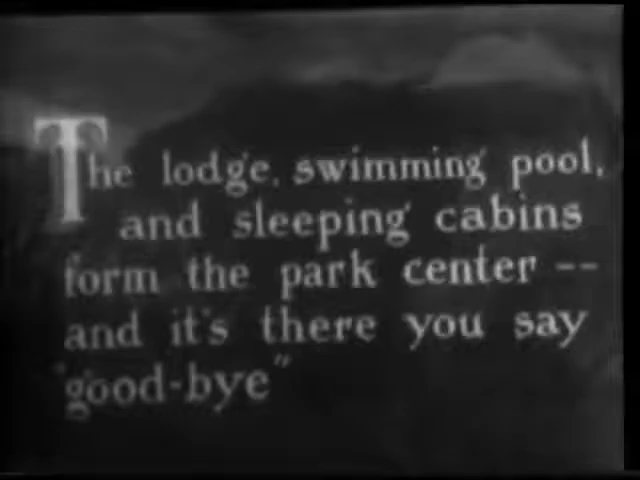 The lodge, swimming pool,
and sleeping cabins
form the park center --
and it's there you say
"good-bye"